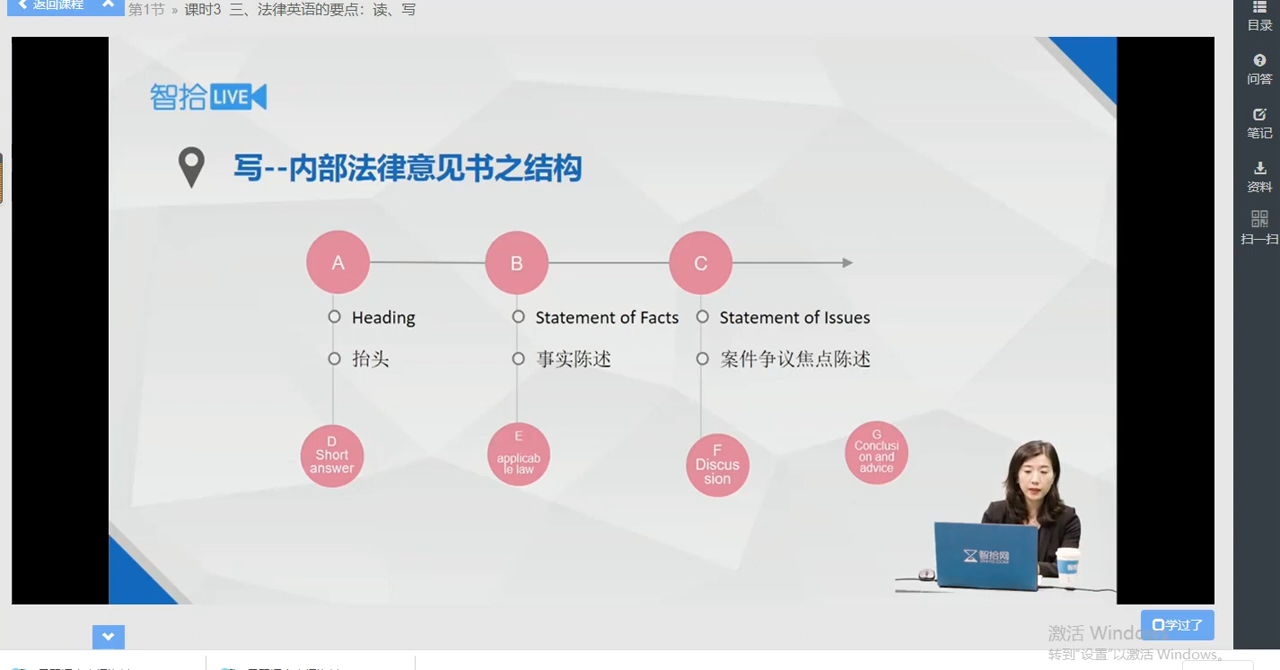 返回课程
第1节 » 课时3 三、法律英语的要点：读、写
目录
问答
笔记
资料
扫一扫
智拾 LIVE
写--内部法律意见书之结构
A
B
C
Heading
Statement of Facts
Statement of Issues
抬头
事实陈述
案件争议焦点陈述
D
Short
answer
E
applicab
le law
F
Discus
sion
G
Conclusi
on and
advice
智拾网
学过了
激活 Windows
转到"设置"以激活 Windows。